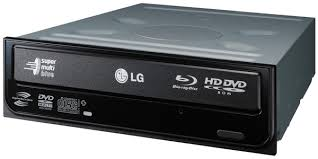 super
multi
blue
LG
Blu-ray Disc
HD DVD
ROM
DVD